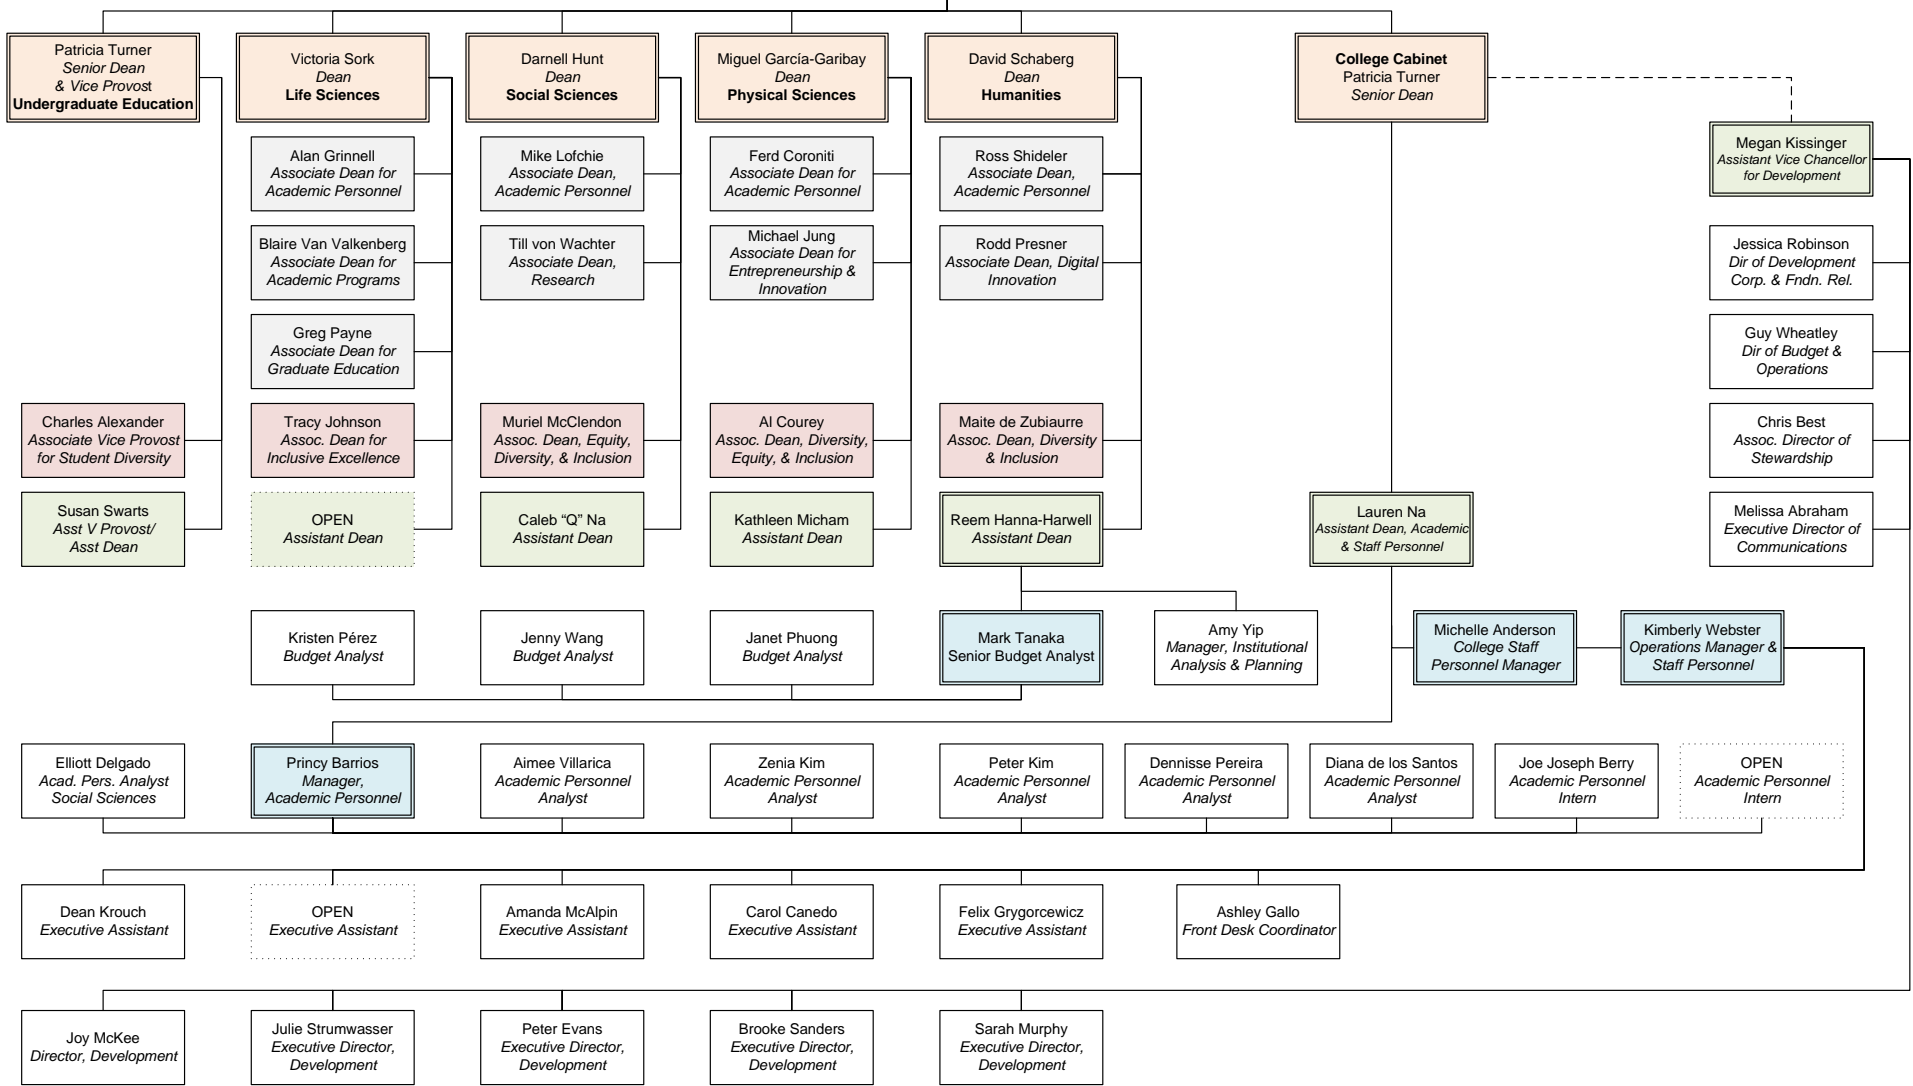 Patricia Turner
Senior Dean
& Vice Provost
Undergraduate Education
Victoria Sork
Dean
Life Sciences
Darnell Hunt
Dean
Social Sciences
Miguel García-Garibay
Dean
Physical Sciences
David Schaberg
Dean
Humanities
College Cabinet
Patricia Turner
Senior Dean
Megan Kissinger
Assistant Vice Chancellor
for Development
Alan Grinnell
Associate Dean for
Academic Personnel
Mike Lofchie
Associate Dean,
Academic Personnel
Ferd Coroniti
Associate Dean for
Academic Personnel
Ross Shideler
Associate Dean,
Academic Personnel
Blaire Van Valkenberg
Associate Dean for
Academic Programs
Till von Wachter
Associate Dean,
Research
Michael Jung
Associate Dean for
Entrepreneurship &
Innovation
Rodd Presner
Associate Dean, Digital
Innovation
Jessica Robinson
Dir of Development
Corp. & Fndn. Rel.
Greg Payne
Associate Dean for
Graduate Education
Guy Wheatley
Dir of Budget &
Operations
Charles Alexander
Associate Vice Provost
for Student Diversity
Tracy Johnson
Assoc. Dean for
Inclusive Excellence
Muriel McClendon
Assoc. Dean, Equity,
Diversity, & Inclusion
Al Courey
Assoc. Dean, Diversity,
Equity, & Inclusion
Maite de Zubiaurre
Assoc. Dean, Diversity
& Inclusion
Chris Best
Assoc. Director of
Stewardship
Susan Swarts
Asst V Provost/
Asst Dean
OPEN
Assistant Dean
Caleb “Q” Na
Assistant Dean
Kathleen Micham
Assistant Dean
Reem Hanna-Harwell
Assistant Dean
Lauren Na
Assistant Dean, Academic
& Staff Personnel
Melissa Abraham
Executive Director of
Communications
Kristen Pérez
Budget Analyst
Jenny Wang
Budget Analyst
Janet Phuong
Budget Analyst
Mark Tanaka
Senior Budget Analyst
Amy Yip
Manager, Institutional
Analysis & Planning
Michelle Anderson
College Staff
Personnel Manager
Kimberly Webster
Operations Manager &
Staff Personnel
Elliott Delgado
Acad. Pers. Analyst
Social Sciences
Princy Barrios
Manager,
Academic Personnel
Aimee Villarica
Academic Personnel
Analyst
Zenia Kim
Academic Personnel
Analyst
Peter Kim
Academic Personnel
Analyst
Dennisse Pereira
Academic Personnel
Analyst
Diana de los Santos
Academic Personnel
Analyst
Joe Joseph Berry
Academic Personnel
Intern
OPEN
Academic Personnel
Intern
Dean Krouch
Executive Assistant
OPEN
Executive Assistant
Amanda McAlpin
Executive Assistant
Carol Canedo
Executive Assistant
Felix Grygorcewicz
Executive Assistant
Ashley Gallo
Front Desk Coordinator
Joy McKee
Director, Development
Julie Strumwasser
Executive Director,
Development
Peter Evans
Executive Director,
Development
Brooke Sanders
Executive Director,
Development
Sarah Murphy
Executive Director,
Development